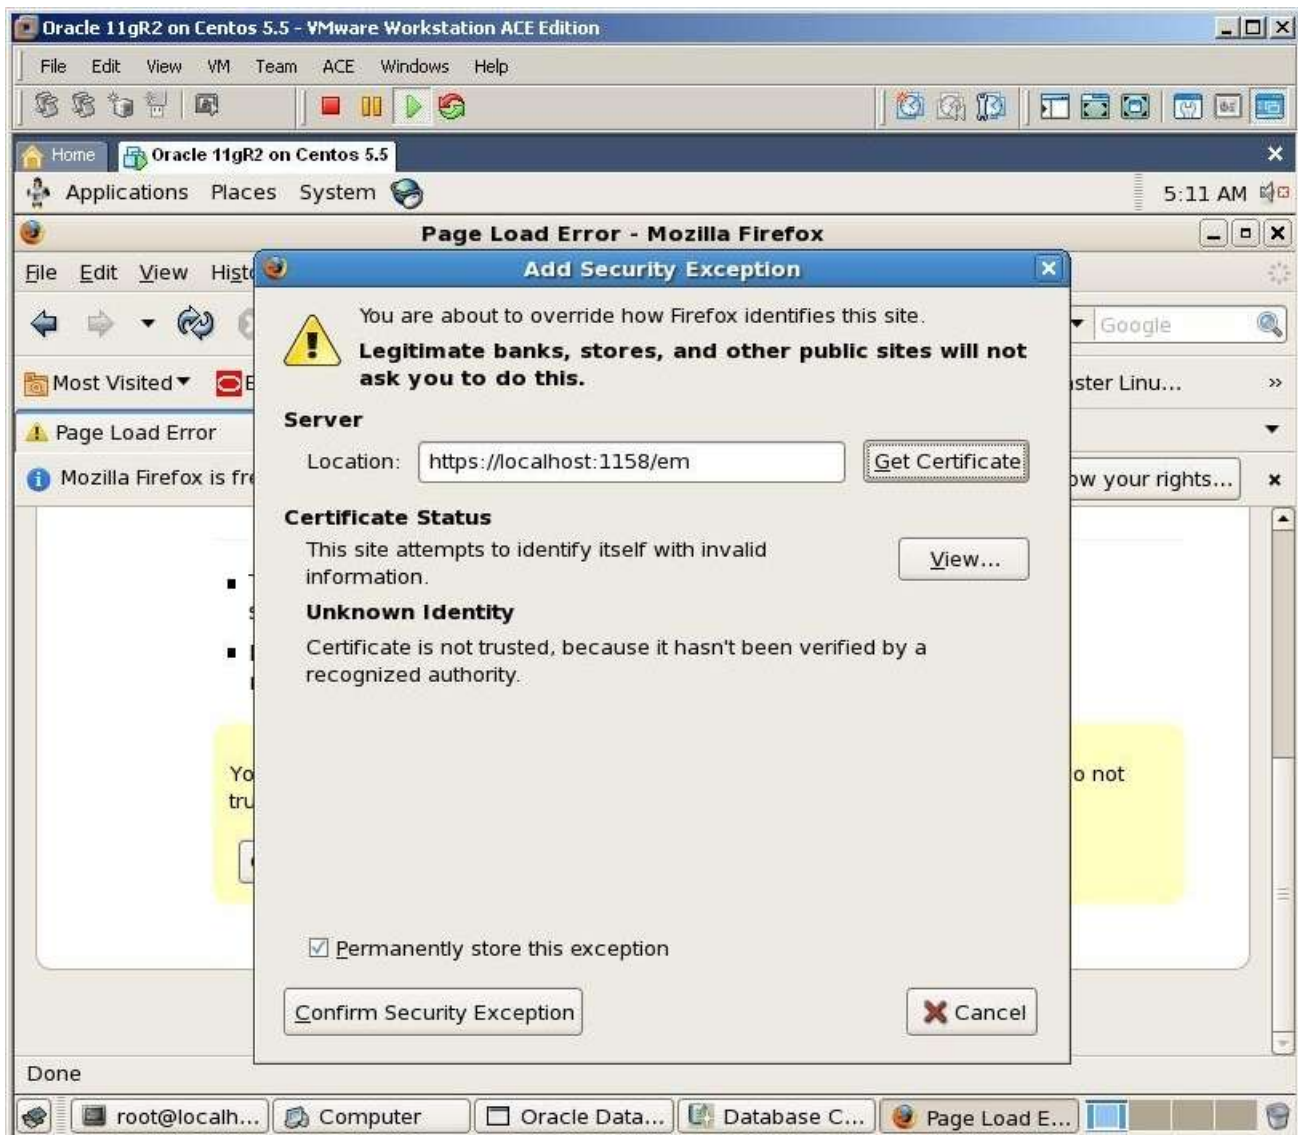 Oracle 11gR2 on Centos 5.5 - VMware Workstation ACE Edition
File Edit View VM Team ACE Windows Help
Home Oracle 11gR2 on Centos 5.5
Applications Places System 5:11 AM
Page Load Error - Mozilla Firefox
File Edit View Histo
Add Security Exception
You are about to override how Firefox identifies this site.
Google
Legitimate banks, stores, and other public sites will not
ask you to do this.
Most Visited
Linu...
Server
Page Load Error
Location: https://localhost:1158/em Get Certificate
Mozilla Firefox is fre
your rights...
Certificate Status
This site attempts to identify itself with invalid
information.
View...
Unknown Identity
Certificate is not trusted, because it hasn't been verified by a
recognized authority.
Yo
o not
tru
Permanently store this exception
Confirm Security Exception Cancel
Done
root@localh... Computer Oracle Data... Database C... Page Load E...